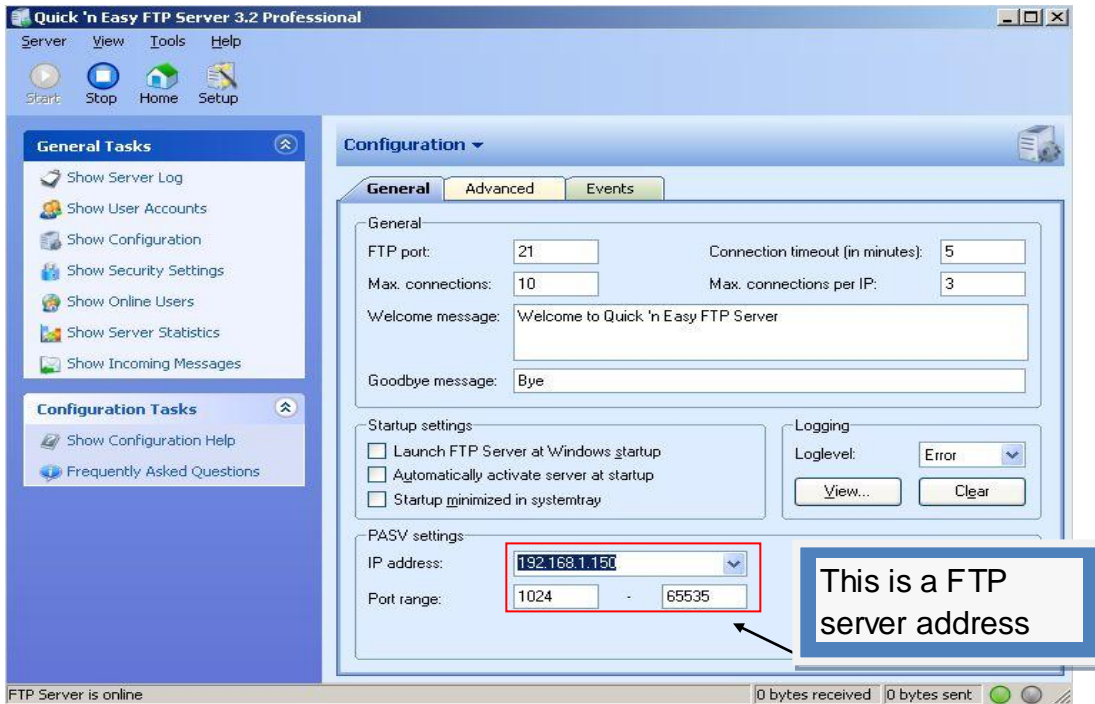 Quick 'n Easy FTP Server 3.2 Professional
Server View Tools Help
Start Stop Home Setup
General Tasks
Show Server Log
Show User Accounts
Show Configuration
Show Security Settings
Show Online Users
Show Server Statistics
Show Incoming Messages
Configuration Tasks
Show Configuration Help
Frequently Asked Questions
Configuration
General Advanced Events
General
FTP port: 21 Connection timeout (in minutes): 5
Max. connections: 10 Max. connections per IP: 3
Welcome message: Welcome to Quick 'n Easy FTP Server
Goodbye message: Bye
Startup settings
Launch FTP Server at Windows startup
Automatically activate server at startup
Startup minimized in systemtray
Logging
Loglevel: Error
View... Clear
PASV settings
IP address: 192.168.1.150
Port range: 1024 - 65535
This is a FTP
server address
FTP Server is online 0 bytes received 0 bytes sent